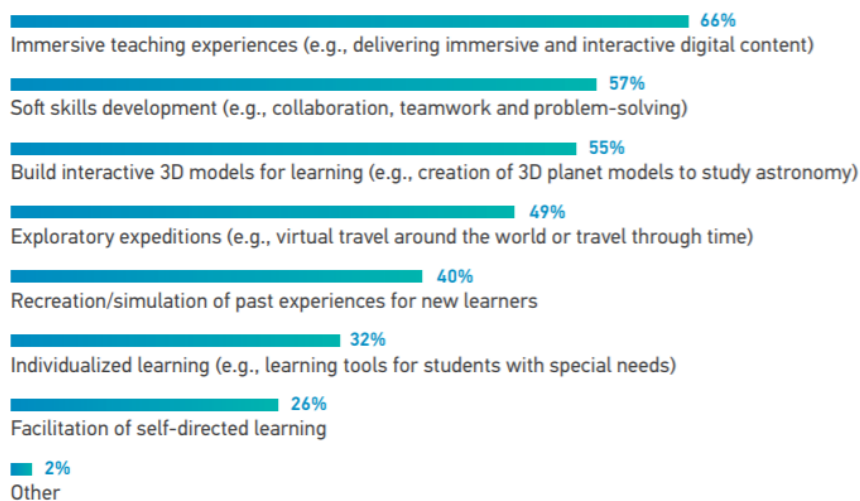 66%
Immersive teaching experiences (e.g., delivering immersive and interactive digital content)
57%
Soft skills development (e.g., collaboration, teamwork and problem-solving)
55%
Build interactive 3D models for learning (e.g., creation of 3D planet models to study astronomy)
49%
Exploratory expeditions (e.g., virtual travel around the world or travel through time)
40%
Recreation/simulation of past experiences for new learners
32%
Individualized learning (e.g., learning tools for students with special needs)
26%
Facilitation of self-directed learning
2%
Other